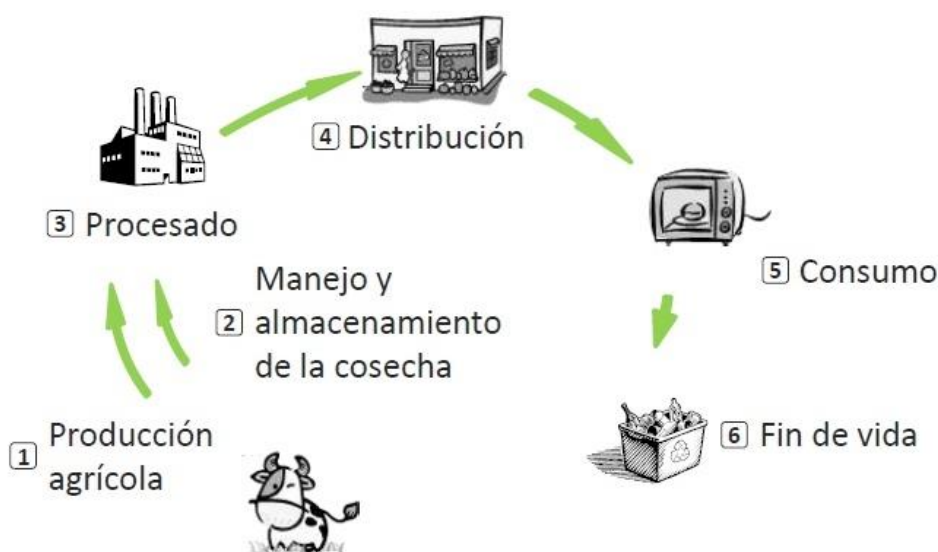 4 Distribución
3 Procesado
5 Consumo
Manejo y
2 almacenamiento
de la cosecha
1 Producción
agrícola
6 Fin de vida